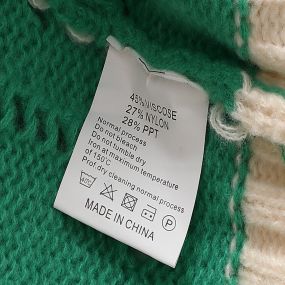 45%VISCOSE
27% NYLON
28% PPT
Normal process
Do not bleach
Do not tumble dry
Iron at maximum temperature
of 150°C
Pry dry cleaning normal process
MADE IN CHINA